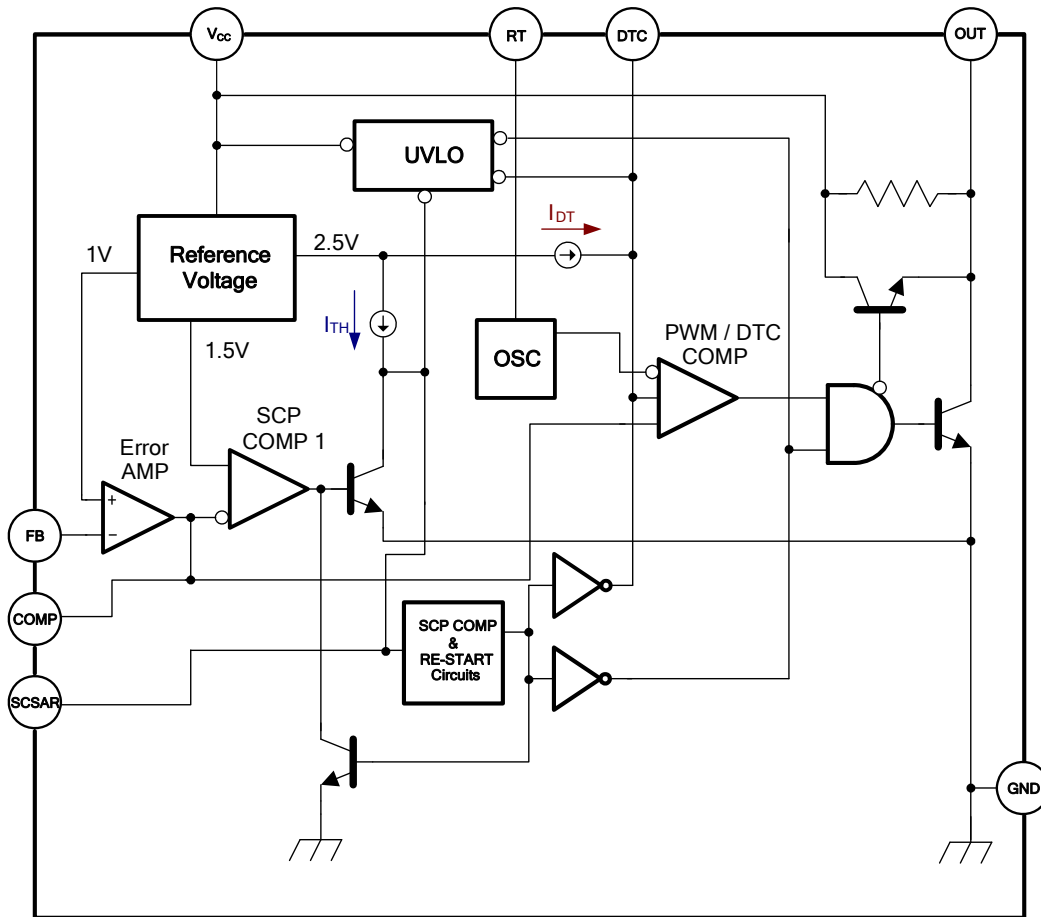 VCC
RT
DTC
OUT
UVLO
IDT
1V
Reference
Voltage
2.5V
ITH
1.5V
OSC
PWM / DTC
COMP
SCP
COMP 1
Error
AMP
+
−
FB
COMP
SCSAR
SCP COMP
&
RE-START
Circuits
GND